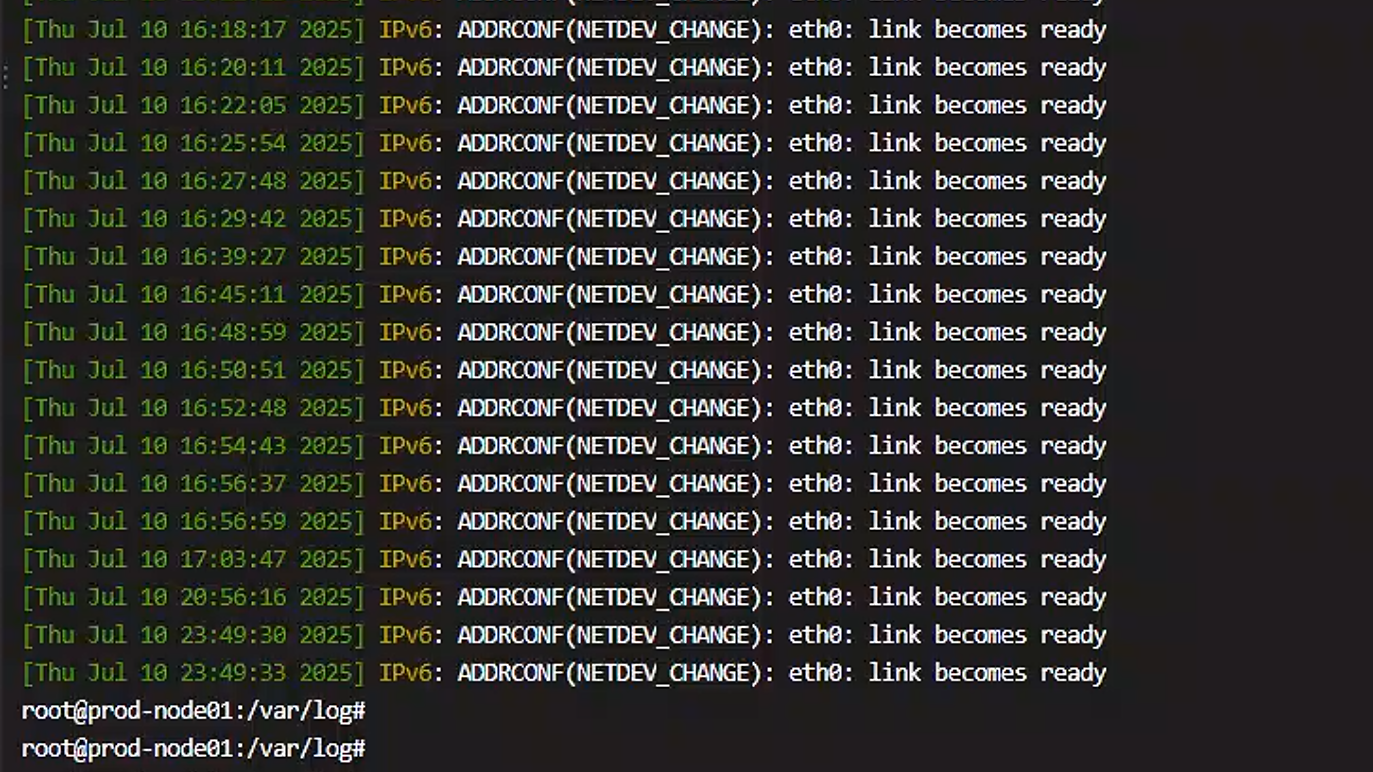 [Thu Jul 10 16:18:17 2025] IPv6: ADDRCONF(NETDEV_CHANGE): eth0: link becomes ready
[Thu Jul 10 16:20:11 2025] IPv6: ADDRCONF(NETDEV_CHANGE): eth0: link becomes ready
[Thu Jul 10 16:22:05 2025] IPv6: ADDRCONF(NETDEV_CHANGE): eth0: link becomes ready
[Thu Jul 10 16:25:54 2025] IPv6: ADDRCONF(NETDEV_CHANGE): eth0: link becomes ready
[Thu Jul 10 16:27:48 2025] IPv6: ADDRCONF(NETDEV_CHANGE): eth0: link becomes ready
[Thu Jul 10 16:29:42 2025] IPv6: ADDRCONF(NETDEV_CHANGE): eth0: link becomes ready
[Thu Jul 10 16:39:27 2025] IPv6: ADDRCONF(NETDEV_CHANGE): eth0: link becomes ready
[Thu Jul 10 16:45:11 2025] IPv6: ADDRCONF(NETDEV_CHANGE): eth0: link becomes ready
[Thu Jul 10 16:48:59 2025] IPv6: ADDRCONF(NETDEV_CHANGE): eth0: link becomes ready
[Thu Jul 10 16:50:51 2025] IPv6: ADDRCONF(NETDEV_CHANGE): eth0: link becomes ready
[Thu Jul 10 16:52:48 2025] IPv6: ADDRCONF(NETDEV_CHANGE): eth0: link becomes ready
[Thu Jul 10 16:54:43 2025] IPv6: ADDRCONF(NETDEV_CHANGE): eth0: link becomes ready
[Thu Jul 10 16:56:37 2025] IPv6: ADDRCONF(NETDEV_CHANGE): eth0: link becomes ready
[Thu Jul 10 16:56:59 2025] IPv6: ADDRCONF(NETDEV_CHANGE): eth0: link becomes ready
[Thu Jul 10 17:03:47 2025] IPv6: ADDRCONF(NETDEV_CHANGE): eth0: link becomes ready
[Thu Jul 10 20:56:16 2025] IPv6: ADDRCONF(NETDEV_CHANGE): eth0: link becomes ready
[Thu Jul 10 23:49:30 2025] IPv6: ADDRCONF(NETDEV_CHANGE): eth0: link becomes ready
[Thu Jul 10 23:49:33 2025] IPv6: ADDRCONF(NETDEV_CHANGE): eth0: link becomes ready
root@prod-node01:/var/log#
root@prod-node01:/var/log#